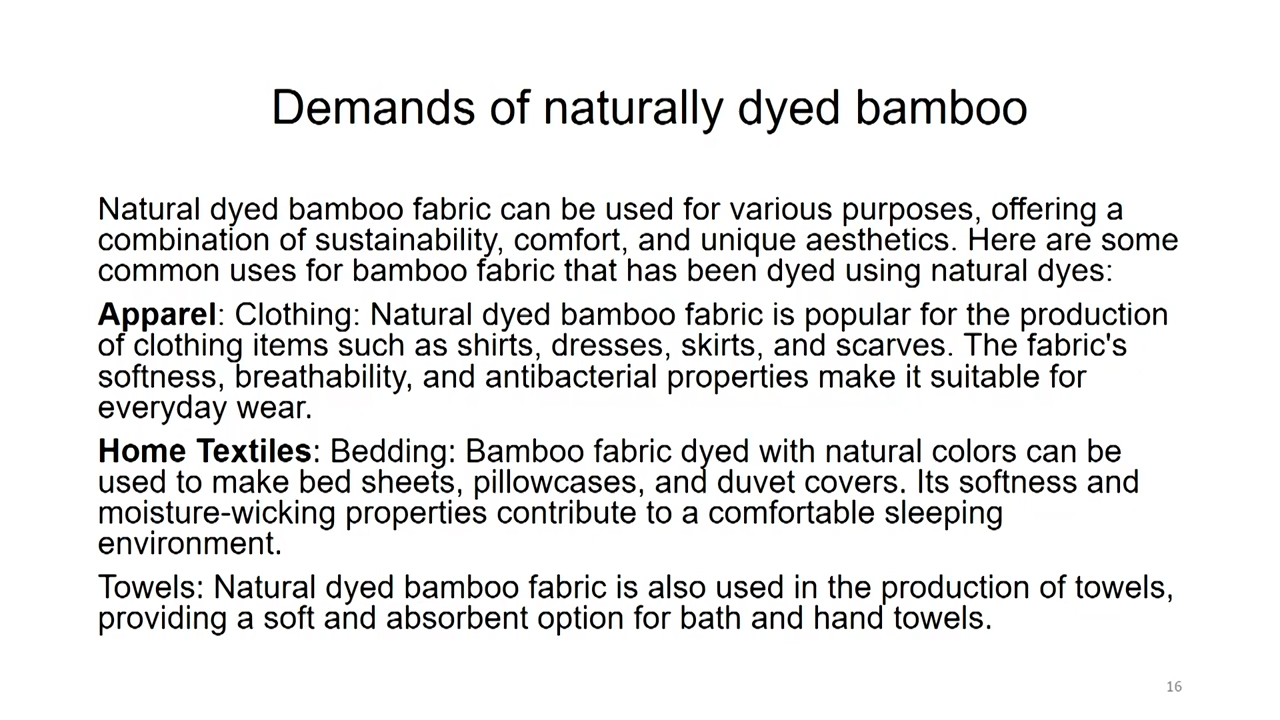 Demands of naturally dyed bamboo
Natural dyed bamboo fabric can be used for various purposes, offering a
combination of sustainability, comfort, and unique aesthetics. Here are some
common uses for bamboo fabric that has been dyed using natural dyes:
Apparel: Clothing: Natural dyed bamboo fabric is popular for the production
of clothing items such as shirts, dresses, skirts, and scarves. The fabric's
softness, breathability, and antibacterial properties make it suitable for
everyday wear.
Home Textiles: Bedding: Bamboo fabric dyed with natural colors can be
used to make bed sheets, pillowcases, and duvet covers. Its softness and
moisture-wicking properties contribute to a comfortable sleeping
environment.
Towels: Natural dyed bamboo fabric is also used in the production of towels,
providing a soft and absorbent option for bath and hand towels.
16